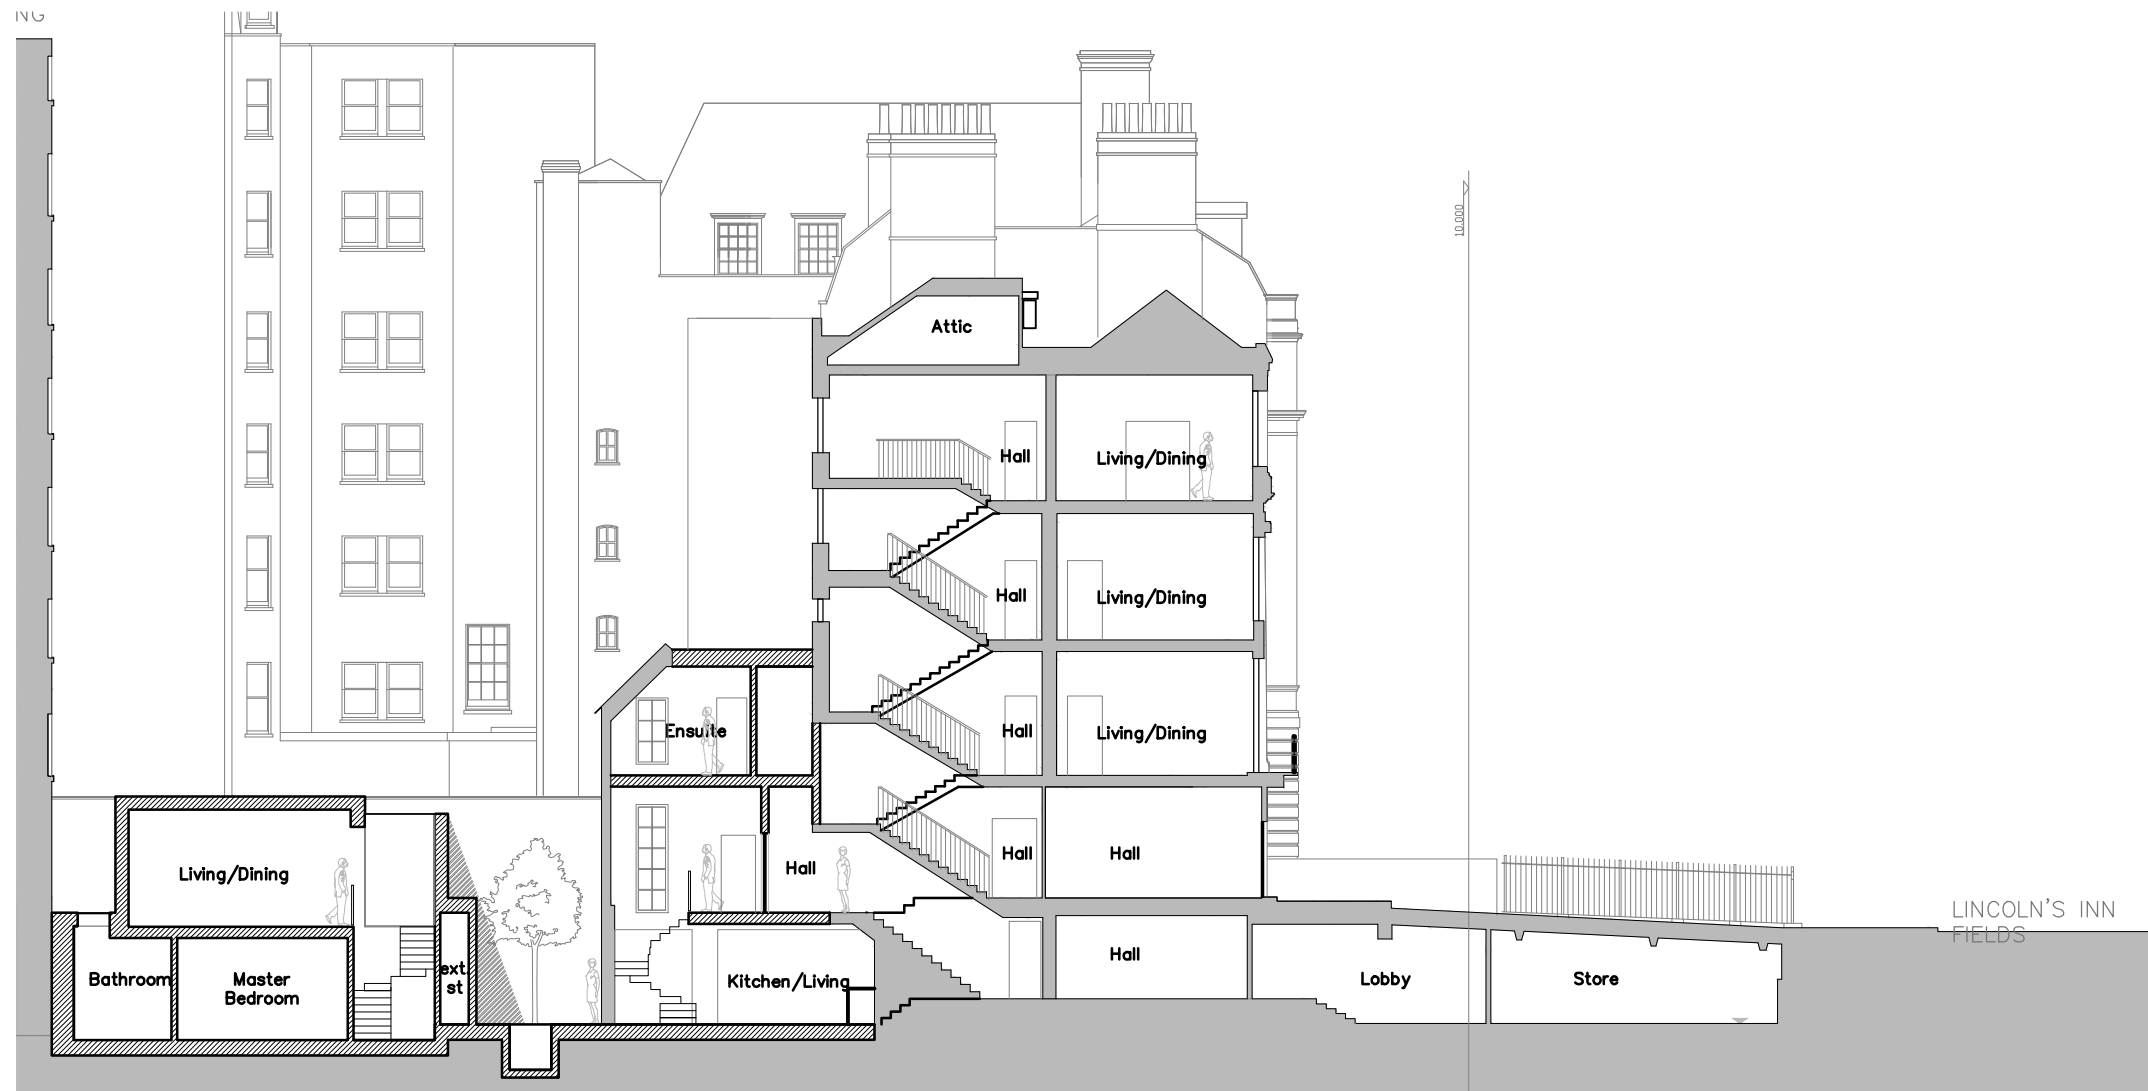 NG
10.000
Attic
Hall
Living/Dining
Hall
Living/Dining
Ensuite
Hall
Living/Dining
Living/Dining
Hall
Hall
Hall
LINCOLN'S INN
FIELDS
Bathroom
Master
Bedroom
ext.
st
Kitchen/Living
Hall
Lobby
Store